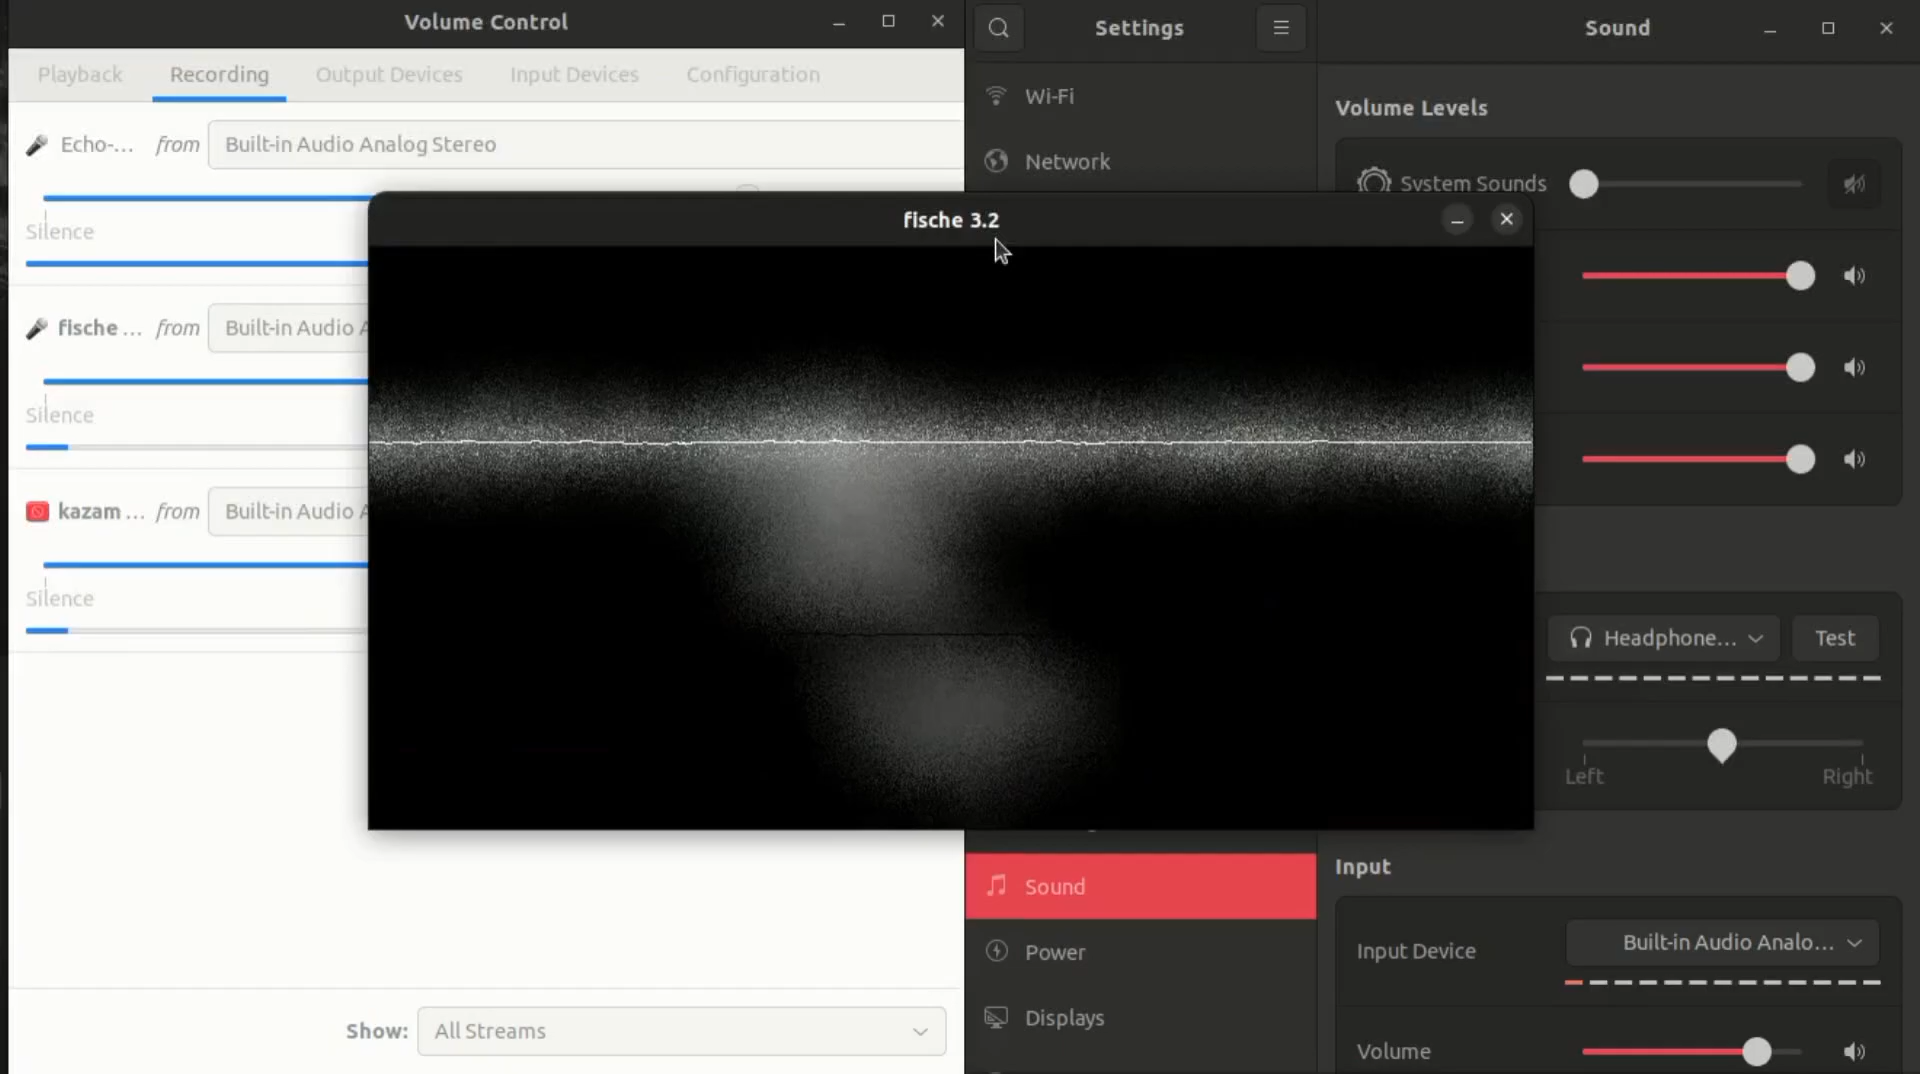 Volume Control
Playback
Recording
Output Devices
Input Devices
Configuration
Echo-... from Built-in Audio Analog Stereo
Silence
fische ... from Built-in Audio A
Silence
kazam ... from Built-in Audio A
Silence
Show: All Streams
fische 3.2
Settings
Wi-Fi
Network
Sound
Power
Displays
Sound
Volume Levels
System Sounds
Headphone... Test
Left Right
Input
Input Device Built-in Audio Analo...
Volume